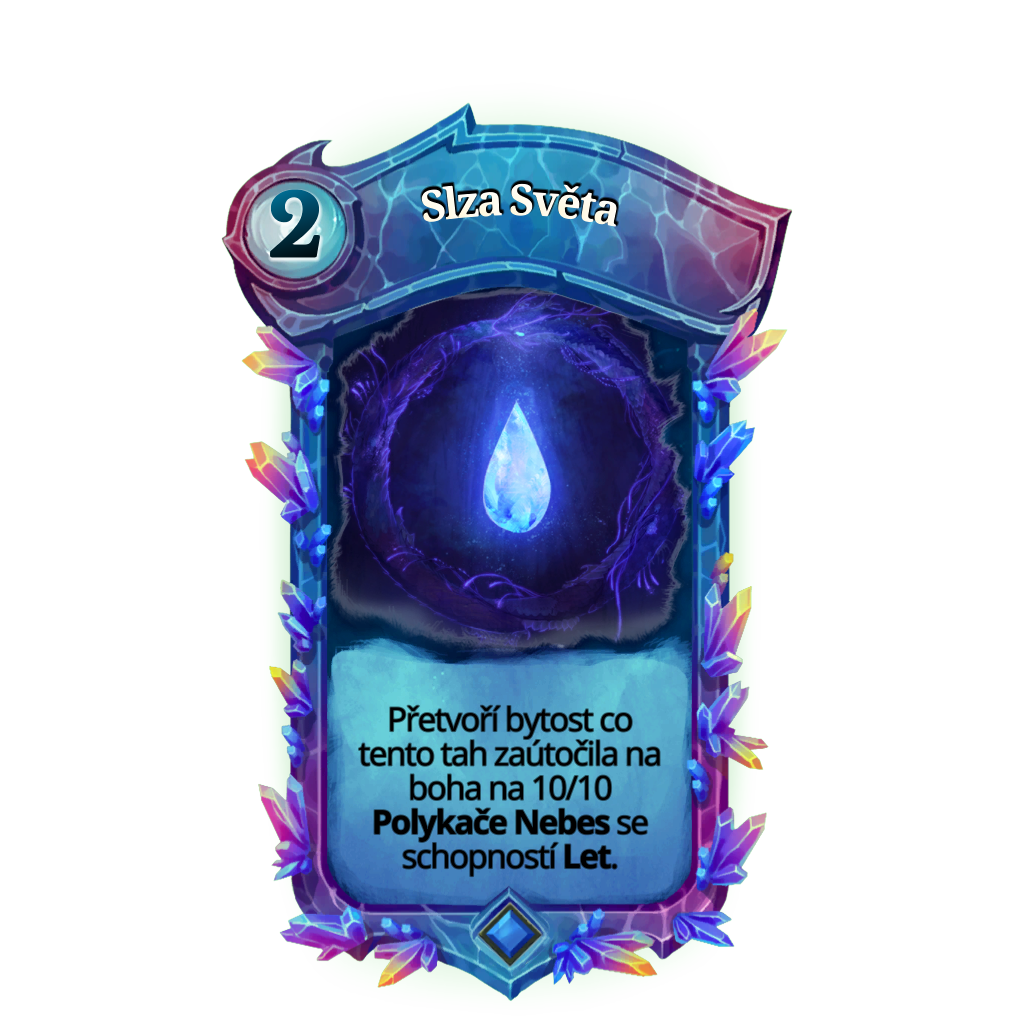 2
Slza Světa
Přetvoří bytost co
tento tah zaútočila na
boha na 10/10
Polykače Nebes se
schopností Let.